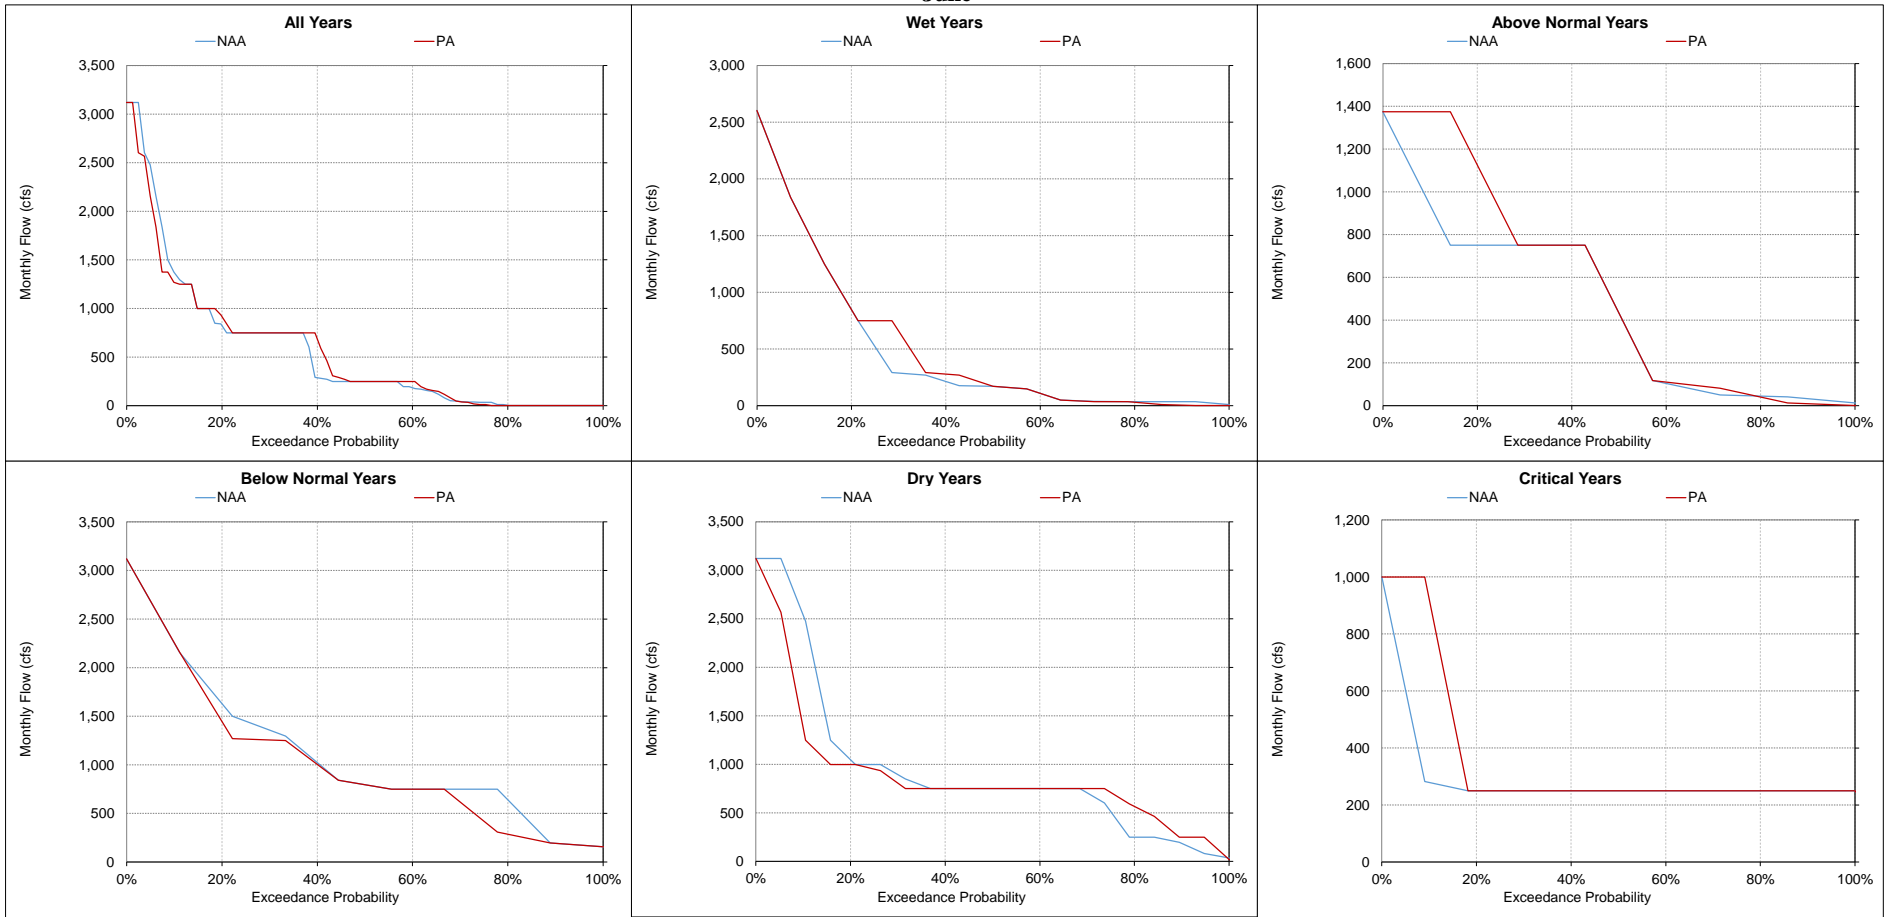 All Years
NAA PA
3,500
3,000
2,500
2,000
1,500
1,000
500
0
Monthly Flow (cfs)
0% 20% 40% 60% 80% 100%
Exceedance Probability
Wet Years
NAA PA
3,000
2,500
2,000
1,500
1,000
500
0
Monthly Flow (cfs)
0% 20% 40% 60% 80% 100%
Exceedance Probability
Above Normal Years
NAA PA
1,600
1,400
1,200
1,000
800
600
400
200
0
Monthly Flow (cfs)
0% 20% 40% 60% 80% 100%
Exceedance Probability
Below Normal Years
NAA PA
3,500
3,000
2,500
2,000
1,500
1,000
500
0
Monthly Flow (cfs)
0% 20% 40% 60% 80% 100%
Exceedance Probability
Dry Years
NAA PA
3,500
3,000
2,500
2,000
1,500
1,000
500
0
Monthly Flow (cfs)
0% 20% 40% 60% 80% 100%
Exceedance Probability
Critical Years
NAA PA
1,200
1,000
800
600
400
200
0
Monthly Flow (cfs)
0% 20% 40% 60% 80% 100%
Exceedance Probability